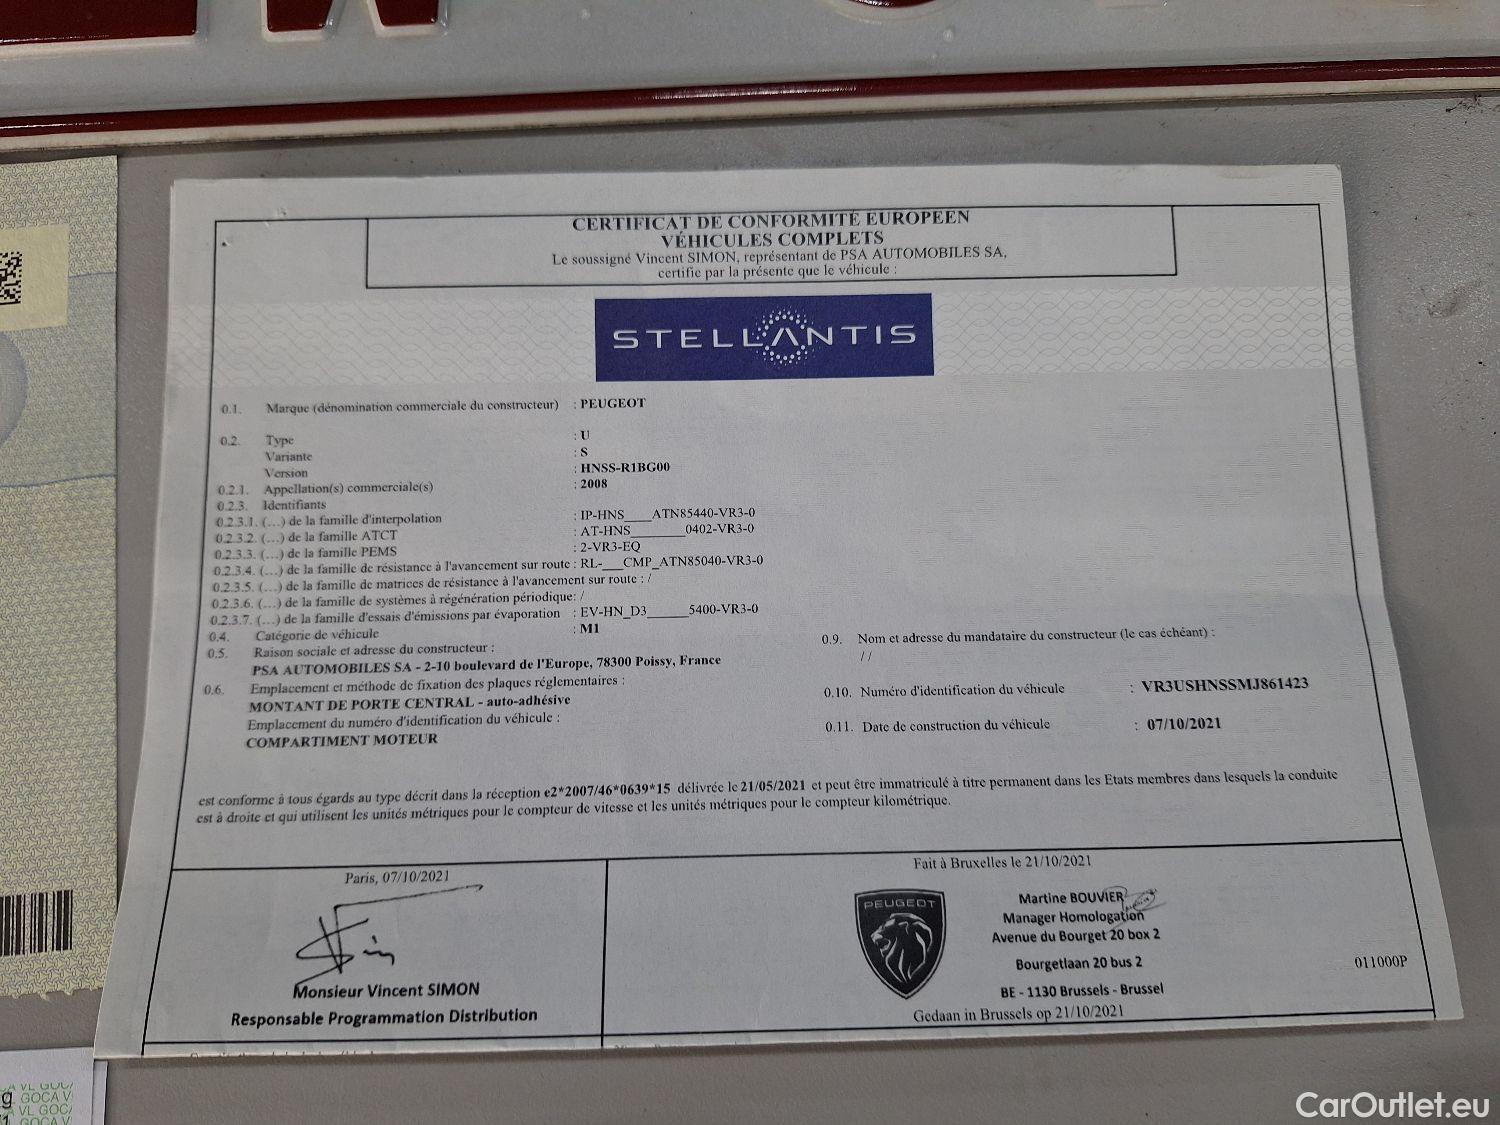 CERTIFICAT DE CONFORMITÉ EUROPEEN
VÉHICULES COMPLETS
Le soussigné Vincent SIMON, représentant de PSA AUTOMOBILES SA,
certifie par la présente que le véhicule :
STELLANTIS
0.1. Marque (dénomination commerciale du constructeur) : PEUGEOT
0.2. Type : U
Variante : S
Version : HNSS-R1BG00
0.2.1. Appellation(s) commerciale(s) : 2008
0.2.3. Identifiants
0.2.3.1. (...) de la famille d'interpolation : IP-HNS____ATN85440-VR3-0
0.2.3.2. (...) de la famille ATCT : AT-HNS________0402-VR3-0
0.2.3.3. (...) de la famille PEMS : 2-VR3-EQ
0.2.3.4. (...) de la famille de résistance à l'avancement sur route : RL-___CMP_ATN85040-VR3-0
0.2.3.5. (...) de la famille de matrices de résistance à l'avancement sur route : /
0.2.3.6. (...) de la famille de systèmes à régénération périodique: /
0.2.3.7. (...) de la famille d'essais d'émissions par évaporation : EV-HN_D3______5400-VR3-0
0.4. Catégorie de véhicule : M1
0.5. Raison sociale et adresse du constructeur :
PSA AUTOMOBILES SA - 2-10 boulevard de l'Europe, 78300 Poissy, France
0.6. Emplacement et méthode de fixation des plaques réglementaires :
MONTANT DE PORTE CENTRAL - auto-adhésive
Emplacement du numéro d'identification du véhicule :
COMPARTIMENT MOTEUR
0.9. Nom et adresse du mandataire du constructeur (le cas échéant) :
/ /
0.10. Numéro d'identification du véhicule : VR3USHNSSMJ861423
0.11. Date de construction du véhicule : 07/10/2021
est conforme à tous égards au type décrit dans la réception e2*2007/46*0639*15 délivrée le 21/05/2021 et peut être immatriculé à titre permanent dans les Etats membres dans lesquels la conduite
est à droite et qui utilisent les unités métriques pour le compteur de vitesse et les unités métriques pour le compteur kilométrique.
Paris, 07/10/2021
Monsieur Vincent SIMON
Responsable Programmation Distribution
Fait à Bruxelles le 21/10/2021
PEUGEOT
Martine BOUVIER
Manager Homologation
Avenue du Bourget 20 box 2
Bourgetlaan 20 bus 2
BE - 1130 Brussels - Brussel
Gedaan in Brussels op 21/10/2021
011000P
GOCA V
VL GOCA
GOCA V
CarOutlet.eu